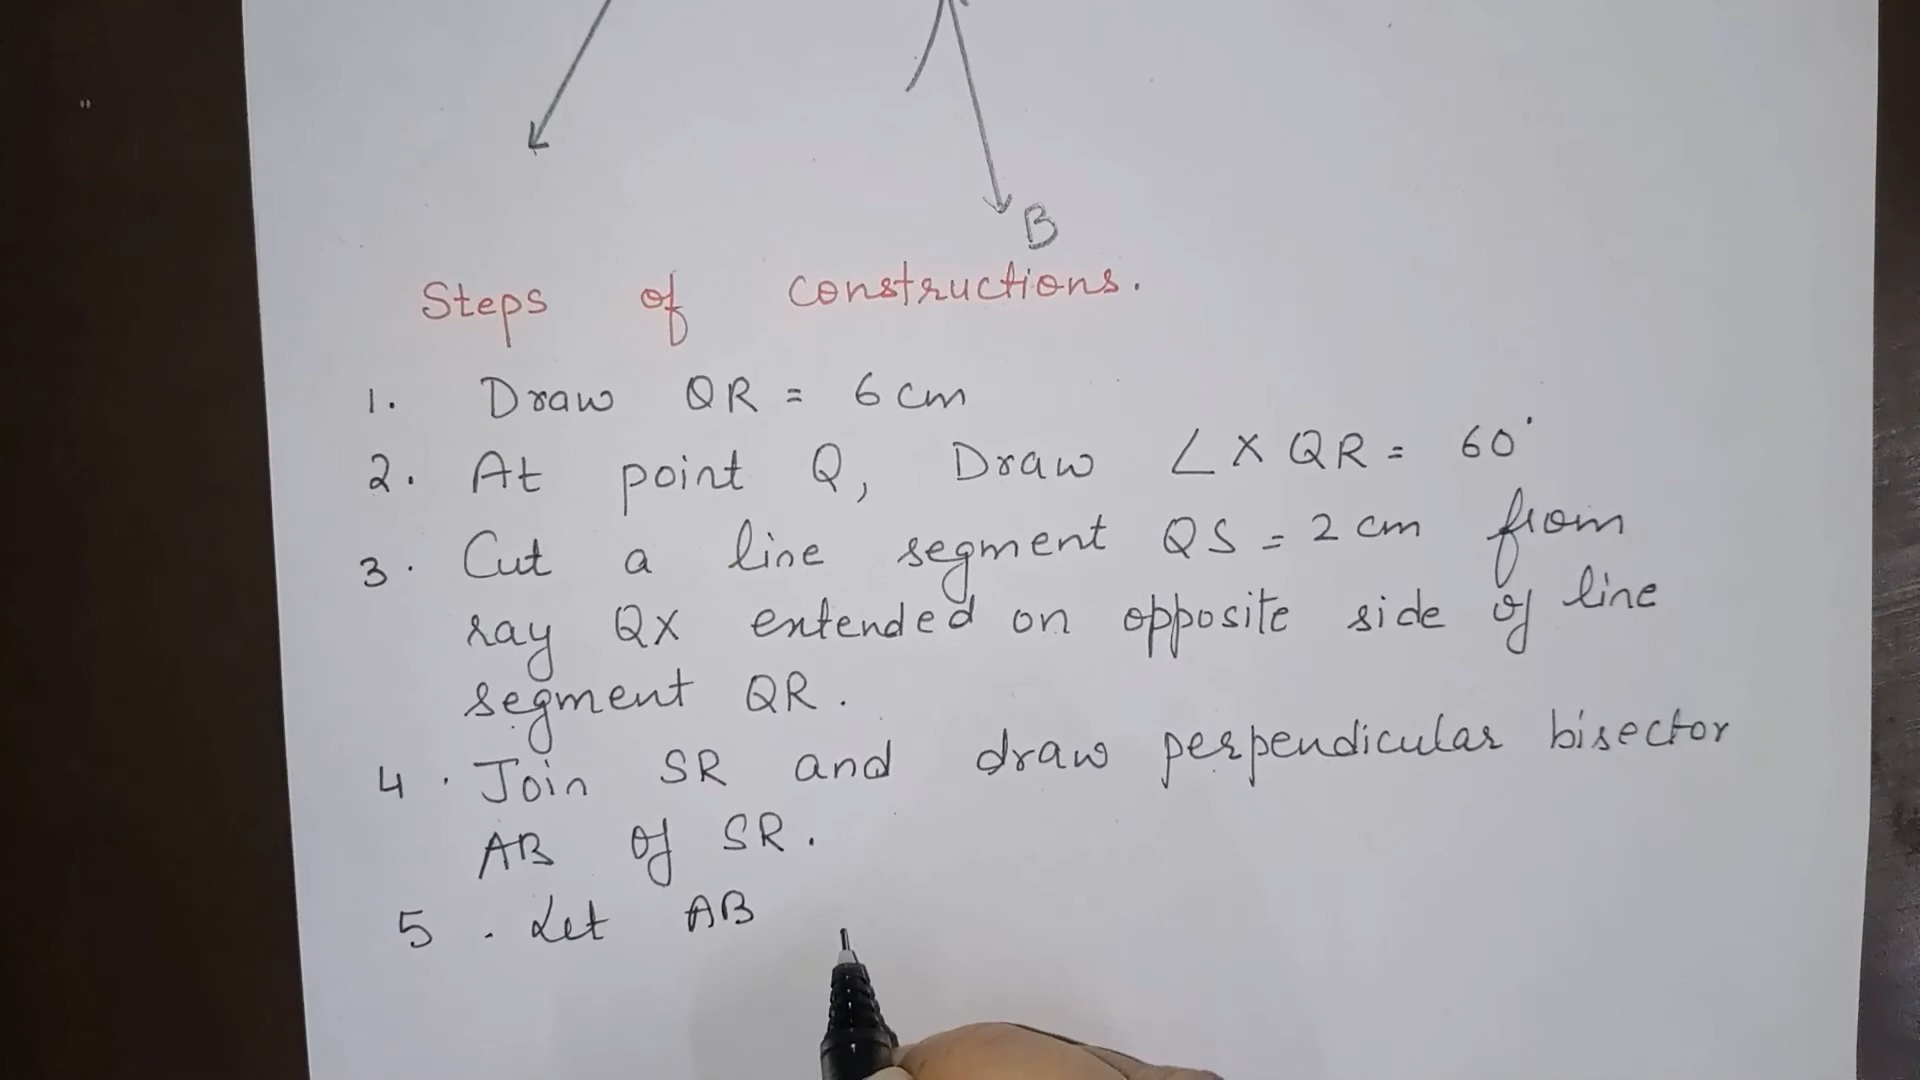 B
Steps of constructions.
1. Draw QR = 6 cm
2. At point Q, Draw ∠XQR = 60°
3. Cut a line segment QS = 2 cm from
ray QX extended on opposite side of line
segment QR.
4. Join SR and draw perpendicular bisector
AB of SR.
5. Let AB